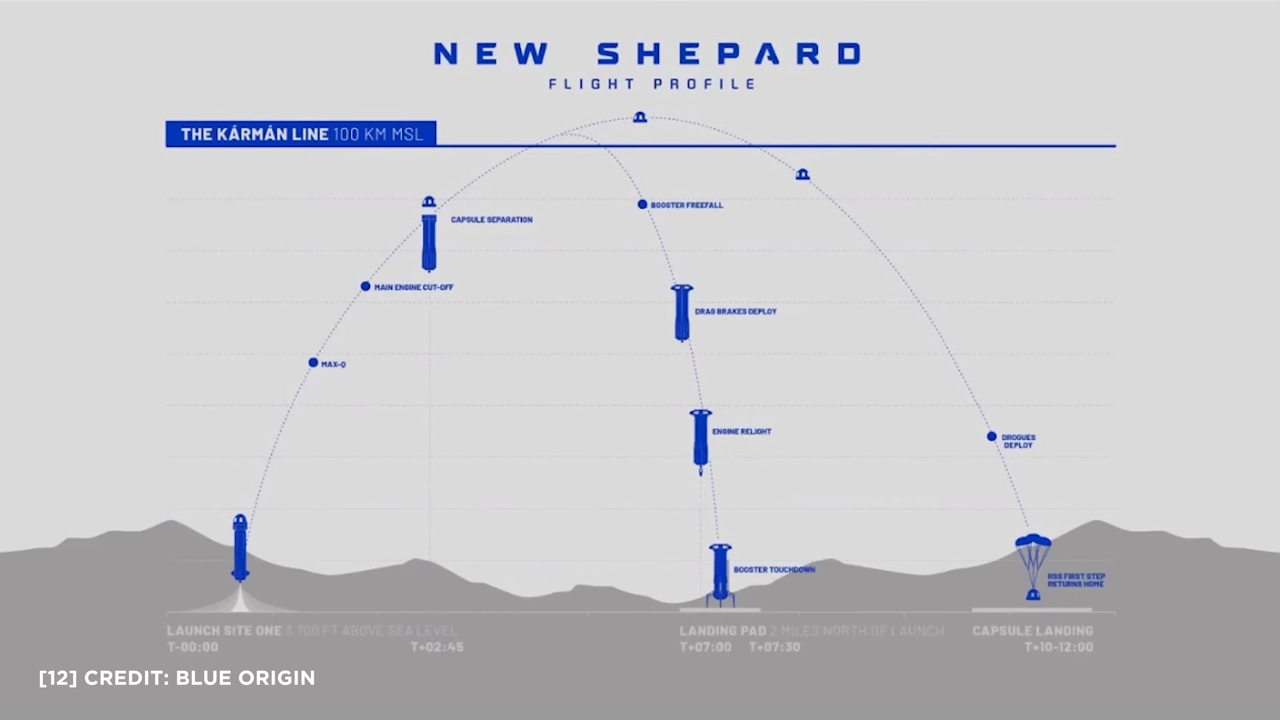 NEW SHEPARD
FLIGHT PROFILE
THE KÁRMÁN LINE 100 KM MSL
CAPSULE SEPARATION
BOOSTER FREEFALL
MAIN ENGINE CUT-OFF
DRAG BRAKES DEPLOY
MAX-Q
ENGINE RELIGHT
DROGUES
DEPLOY
BOOSTER TOUCHDOWN
RSS FIRST STEP
RETURNS HOME
LAUNCH SITE ONE 3,700 FT ABOVE SEA LEVEL
T-00:00
T+02:45
LANDING PAD 2 MILES NORTH OF LAUNCH
T+07:00 T+07:30
CAPSULE LANDING
T+10-12:00
[12] CREDIT: BLUE ORIGIN